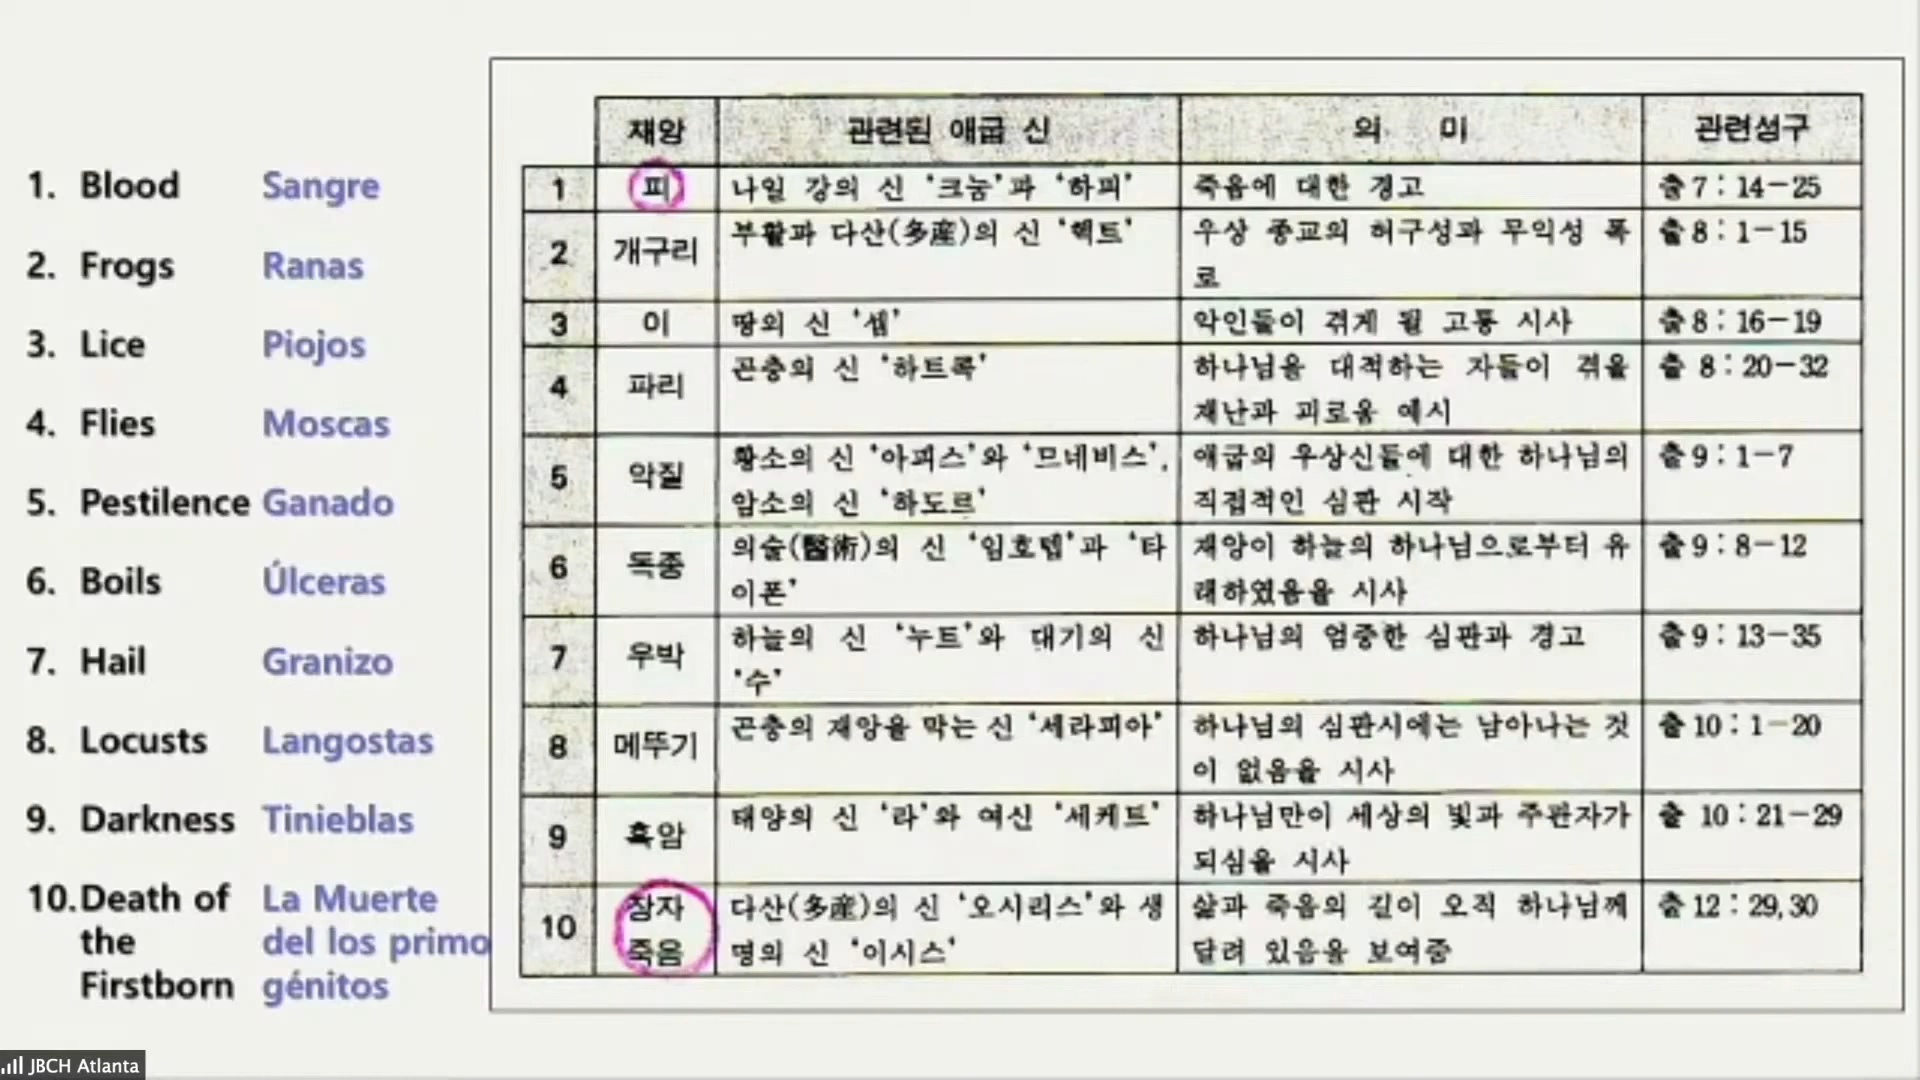 1. Blood Sangre
2. Frogs Ranas
3. Lice Piojos
4. Flies Moscas
5. Pestilence Ganado
6. Boils Úlceras
7. Hail Granizo
8. Locusts Langostas
9. Darkness Tinieblas
10. Death of La Muerte
the del los primo
Firstborn génitos
재앙 관련된 애굽 신 의 미 관련성구
1 피 나일 강의 신 '크눔'과 '하피' 죽음에 대한 경고 출 7 : 14-25
2 개구리 부활과 다산(多産)의 신 '헥트' 우상 종교의 허구성과 무익성 폭 출 8 : 1-15
로
3 이 땅의 신 '셉' 악인들이 겪게 될 고통 시사 출 8 : 16-19
4 파리 곤충의 신 '하트콕' 하나님을 대적하는 자들이 겪을 출 8 : 20-32
재난과 괴로움 예시
5 악질 황소의 신 '아피스'와 '므네비스', 애굽의 우상신들에 대한 하나님의 출 9 : 1-7
암소의 신 '하도르' 직접적인 심판 시작
6 독종 의술(醫術)의 신 '임호텝'과 '타 재앙이 하늘의 하나님으로부터 유 출 9 : 8-12
이폰' 래하였음을 시사
7 우박 하늘의 신 '누트'와 대기의 신 하나님의 엄중한 심판과 경고 출 9 : 13-35
'수'
8 메뚜기 곤충의 재앙을 막는 신 '세라피아' 하나님의 심판시에는 남아나는 것 출 10 : 1-20
이 없음을 시사
9 흑암 태양의 신 '라'와 여신 '세케트' 하나님만이 세상의 빛과 주관자가 출 10 : 21-29
되심을 시사
10 장자 다산(多産)의 신 '오시리스'와 생 삶과 죽음의 길이 오직 하나님께 출 12 : 29,30
죽음 명의 신 '이시스' 달려 있음을 보여줌
JBCH Atlanta